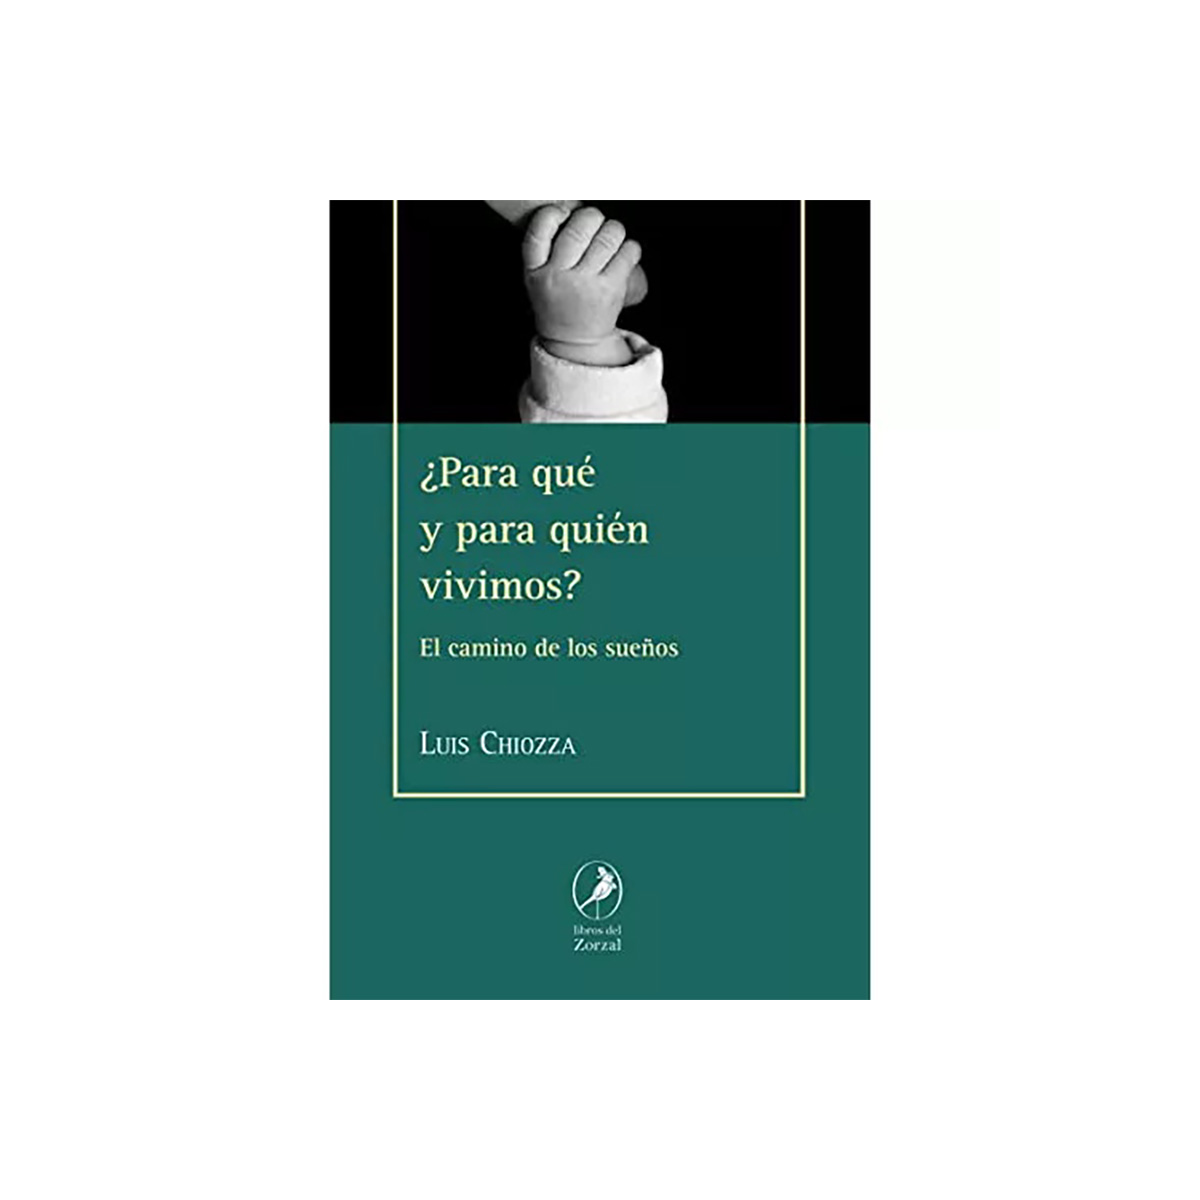 ¿Para qué
y para quién
vivimos?
El camino de los sueños
LUIS CHIOZZA
libros del
Zorzal